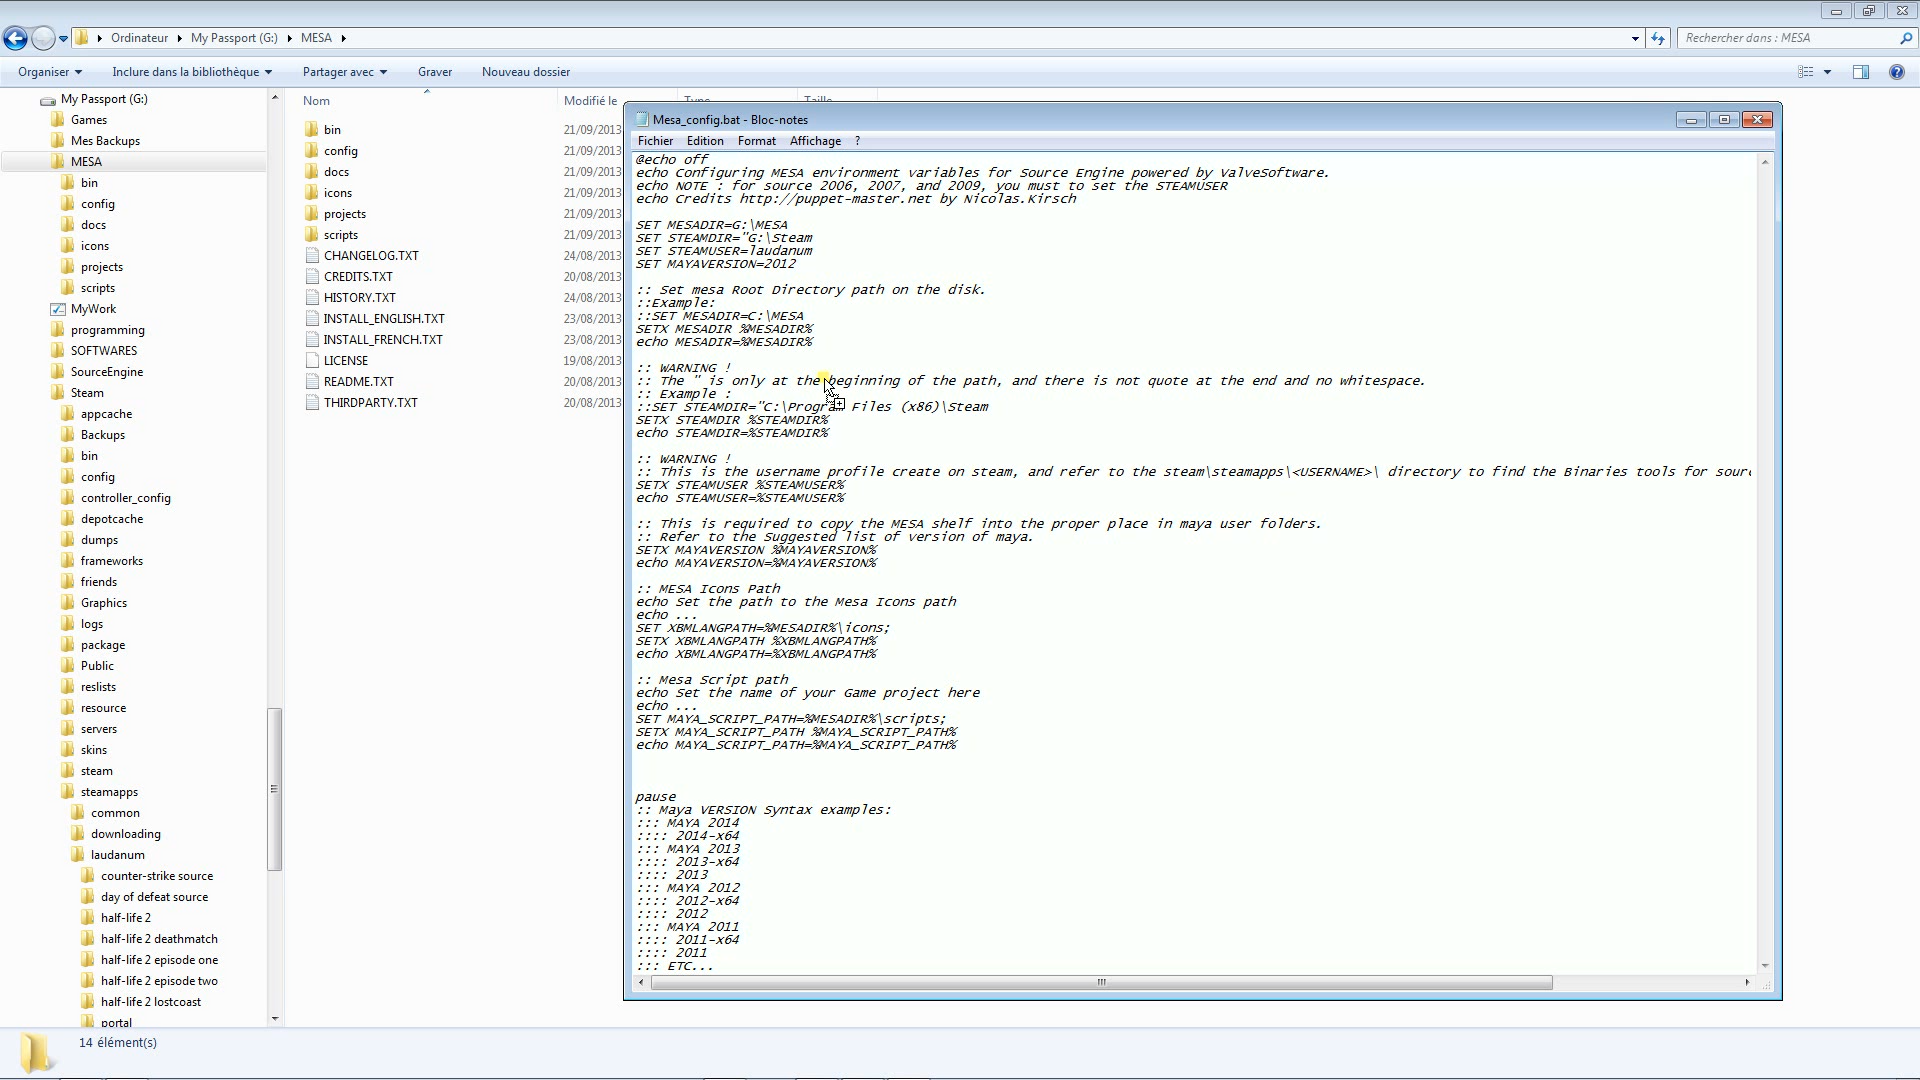 Ordinateur
My Passport (G:)
MESA
Rechercher dans : MESA
Organiser
Inclure dans la bibliothèque
Partager avec
Graver
Nouveau dossier
My Passport (G:)
Games
Mes Backups
MESA
bin
config
docs
icons
projects
scripts
MyWork
programming
SOFTWARES
SourceEngine
Steam
appcache
Backups
bin
config
controller_config
depotcache
dumps
frameworks
friends
Graphics
logs
package
Public
reslists
resource
servers
skins
steam
steamapps
common
downloading
laudanum
counter-strike source
day of defeat source
half-life 2
half-life 2 deathmatch
half-life 2 episode one
half-life 2 episode two
half-life 2 lostcoast
portal
Nom
Modifié le
Type
Taille
bin 21/09/2013
config 21/09/2013
docs 21/09/2013
icons 21/09/2013
projects 21/09/2013
scripts 21/09/2013
CHANGELOG.TXT 24/08/2013
CREDITS.TXT 20/08/2013
HISTORY.TXT 24/08/2013
INSTALL_ENGLISH.TXT 23/08/2013
INSTALL_FRENCH.TXT 23/08/2013
LICENSE 19/08/2013
README.TXT 20/08/2013
THIRDPARTY.TXT 20/08/2013
Mesa_config.bat - Bloc-notes
Fichier Edition Format Affichage ?
@echo off
echo Configuring MESA environment variables for Source Engine powered by ValveSoftware.
echo NOTE : for source 2006, 2007, and 2009, you must to set the STEAMUSER
echo Credits http://puppet-master.net by Nicolas.Kirsch
SET MESADIR=G:\MESA
SET STEAMDIR="G:\Steam
SET STEAMUSER=laudanum
SET MAYAVERSION=2012
:: Set mesa Root Directory path on the disk.
::Example:
::SET MESADIR=C:\MESA
SETX MESADIR %MESADIR%
echo MESADIR=%MESADIR%
:: WARNING !
:: The " is only at the beginning of the path, and there is not quote at the end and no whitespace.
:: Example :
::SET STEAMDIR="C:\Program Files (x86)\Steam
SETX STEAMDIR %STEAMDIR%
echo STEAMDIR=%STEAMDIR%
:: WARNING !
:: This is the username profile create on steam, and refer to the steam\steamapps\<USERNAME>\ directory to find the Binaries tools for sour
SETX STEAMUSER %STEAMUSER%
echo STEAMUSER=%STEAMUSER%
:: This is required to copy the MESA shelf into the proper place in maya user folders.
:: Refer to the Suggested list of version of maya.
SETX MAYAVERSION %MAYAVERSION%
echo MAYAVERSION=%MAYAVERSION%
:: MESA Icons Path
echo Set the path to the Mesa Icons path
echo ...
SET XBMLANGPATH=%MESADIR%\icons;
SETX XBMLANGPATH %XBMLANGPATH%
echo XBMLANGPATH=%XBMLANGPATH%
:: Mesa Script path
echo Set the name of your Game project here
echo ...
SET MAYA_SCRIPT_PATH=%MESADIR%\scripts;
SETX MAYA_SCRIPT_PATH %MAYA_SCRIPT_PATH%
echo MAYA_SCRIPT_PATH=%MAYA_SCRIPT_PATH%
pause
:: Maya VERSION Syntax examples:
::: MAYA 2014
:::: 2014-x64
::: MAYA 2013
:::: 2013-x64
:::: 2013
::: MAYA 2012
:::: 2012-x64
:::: 2012
::: MAYA 2011
:::: 2011-x64
:::: 2011
::: ETC...
14 élément(s)